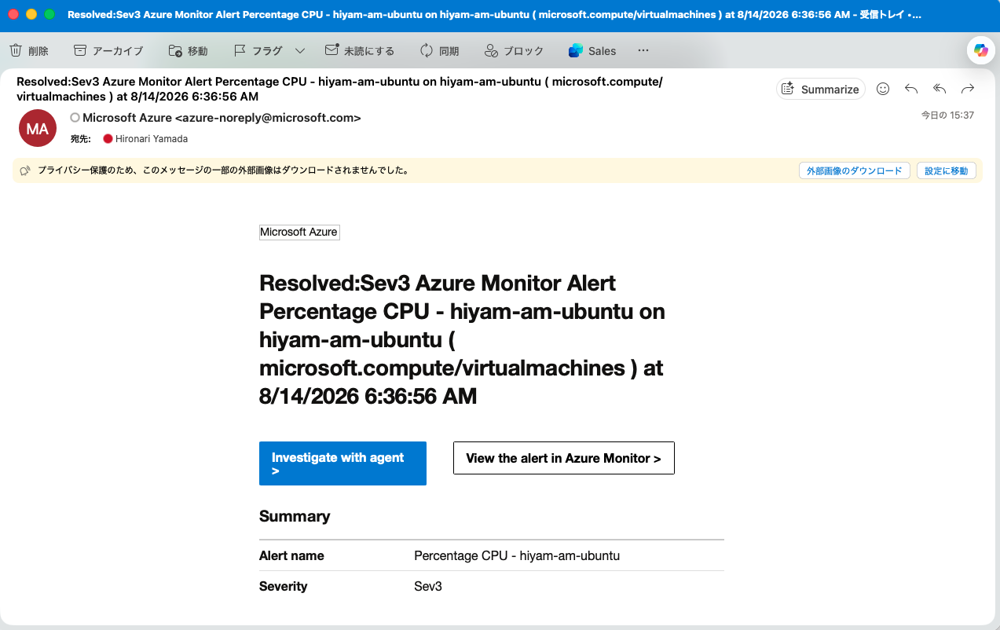 Resolved:Sev3 Azure Monitor Alert Percentage CPU - hiyam-am-ubuntu on hiyam-am-ubuntu ( microsoft.compute/virtualmachines ) at 8/14/2026 6:36:56 AM - 受信トレイ •...
削除 アーカイブ 移動 フラグ 未読にする 同期 ブロック Sales ...
Resolved:Sev3 Azure Monitor Alert Percentage CPU - hiyam-am-ubuntu on hiyam-am-ubuntu ( microsoft.compute/
virtualmachines ) at 8/14/2026 6:36:56 AM
Summarize
MA
Microsoft Azure <azure-noreply@microsoft.com>
今日の 15:37
宛先: Hironari Yamada
プライバシー保護のため、このメッセージの一部の外部画像はダウンロードされませんでした。
外部画像のダウンロード 設定に移動
Microsoft Azure
Resolved:Sev3 Azure Monitor Alert
Percentage CPU - hiyam-am-ubuntu on
hiyam-am-ubuntu (
microsoft.compute/virtualmachines ) at
8/14/2026 6:36:56 AM
Investigate with agent
>
View the alert in Azure Monitor >
Summary
Alert name Percentage CPU - hiyam-am-ubuntu
Severity Sev3